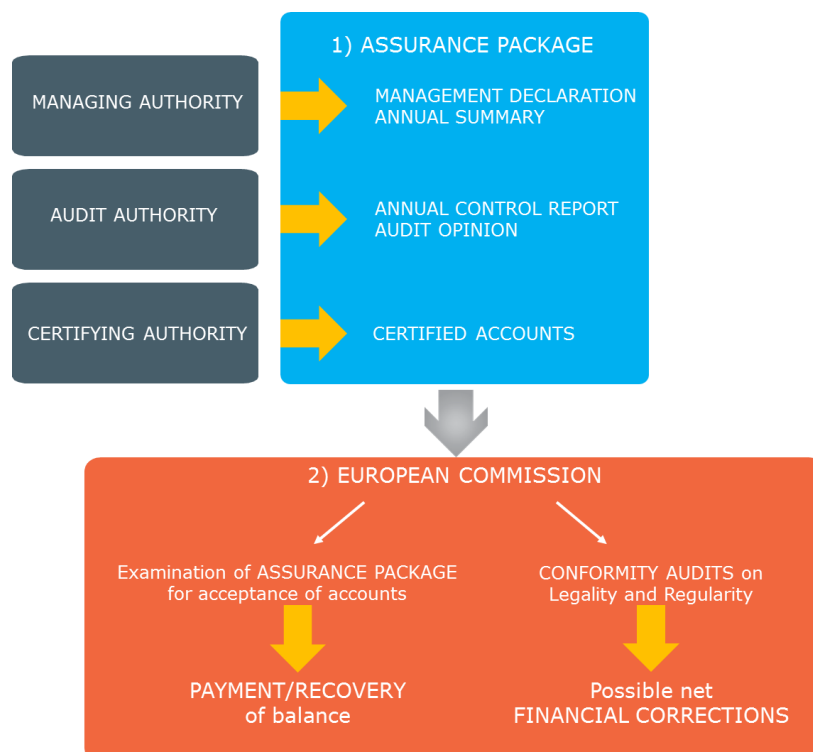 1) ASSURANCE PACKAGE
MANAGING AUTHORITY
MANAGEMENT DECLARATION
ANNUAL SUMMARY
AUDIT AUTHORITY
ANNUAL CONTROL REPORT
AUDIT OPINION
CERTIFYING AUTHORITY
CERTIFIED ACCOUNTS
2) EUROPEAN COMMISSION
Examination of ASSURANCE PACKAGE
for acceptance of accounts
CONFORMITY AUDITS on
Legality and Regularity
PAYMENT/RECOVERY
of balance
Possible net
FINANCIAL CORRECTIONS